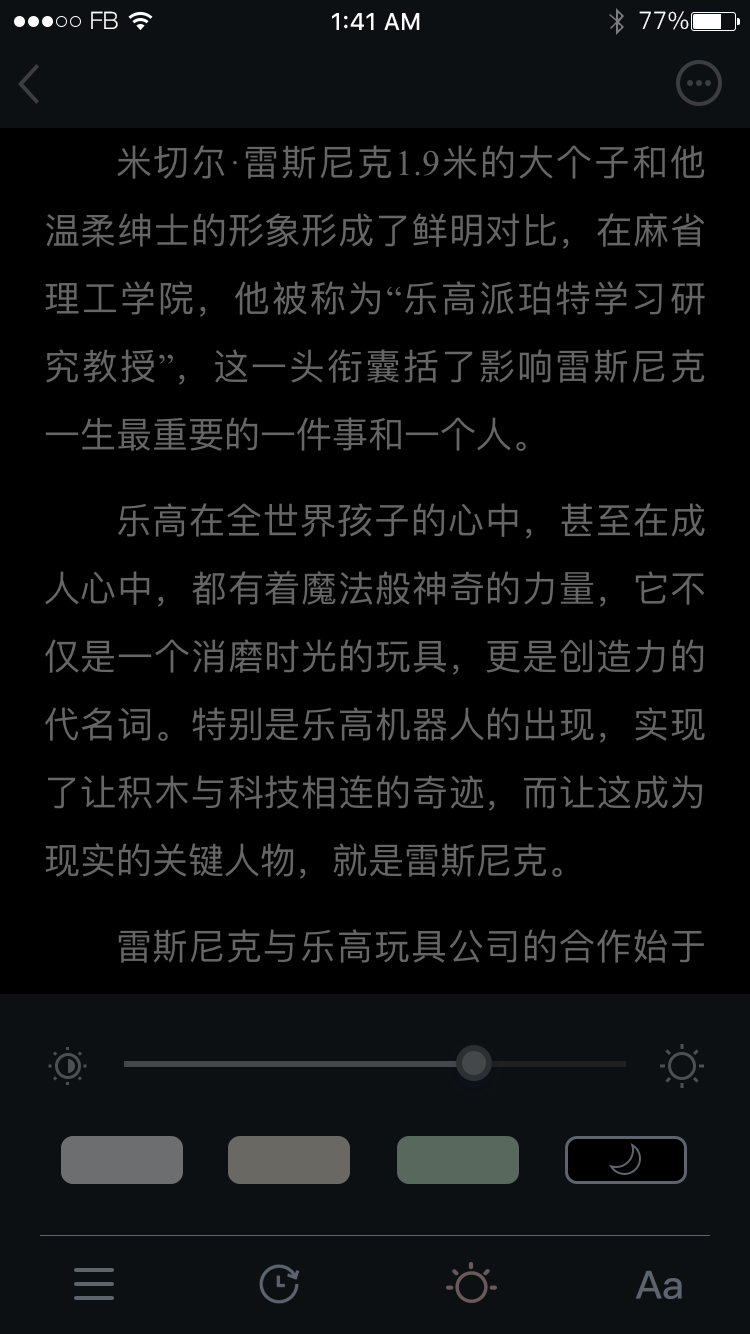 FB 1:41 AM 77%
米切尔·雷斯尼克1.9米的大个子和他
温柔绅士的形象形成了鲜明对比，在麻省
理工学院，他被称为“乐高派珀特学习研
究教授”，这一头衔囊括了影响雷斯尼克
一生最重要的一件事和一个人。
乐高在全世界孩子的心中，甚至在成
人心中，都有着魔法般神奇的力量，它不
仅是一个消磨时光的玩具，更是创造力的
代名词。特别是乐高机器人的出现，实现
了让积木与科技相连的奇迹，而让这成为
现实的关键人物，就是雷斯尼克。
雷斯尼克与乐高玩具公司的合作始于
Aa